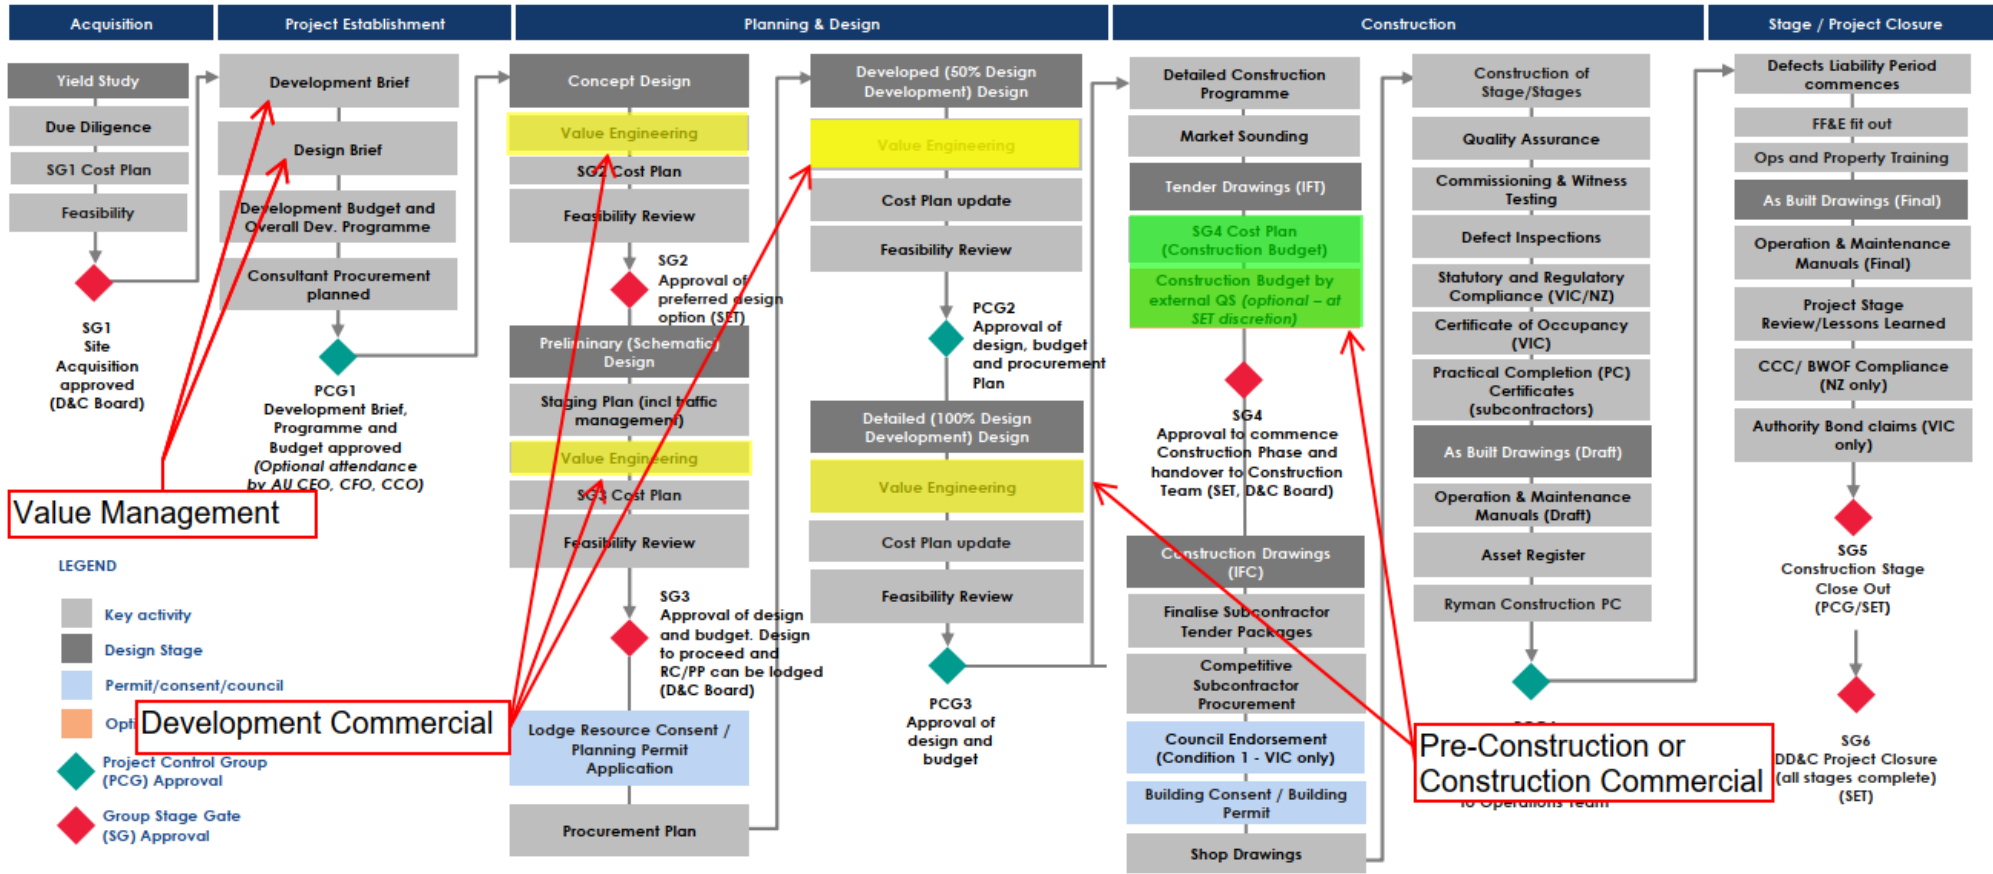 Acquisition
Project Establishment
Planning & Design
Construction
Stage / Project Closure
Yield Study
Due Diligence
SG1 Cost Plan
Feasibility
SG1
Site
Acquisition
approved
(D&C Board)
Development Brief
Design Brief
Development Budget and
Overall Dev. Programme
Consultant Procurement
planned
PCG1
Development Brief,
Programme and
Budget approved
(Optional attendance
by AU CEO, CFO, CCO)
Value Management
LEGEND
Key activity
Design Stage
Permit/consent/council
Development Commercial
Project Control Group
(PCG) Approval
Group Stage Gate
(SG) Approval
Concept Design
Value Engineering
SG2 Cost Plan
Feasibility Review
SG2
Approval of
preferred design
option (SET)
Preliminary (Schematic)
Design
Staging Plan (incl traffic
management)
Value Engineering
SG3 Cost Plan
Feasibility Review
SG3
Approval of design
and budget. Design
to proceed and
RC/PP can be lodged
(D&C Board)
Lodge Resource Consent /
Planning Permit
Application
Procurement Plan
Developed (50% Design
Development) Design
Value Engineering
Cost Plan update
Feasibility Review
PCG2
Approval of
design, budget
and procurement
Plan
Detailed (100% Design
Development) Design
Value Engineering
Cost Plan update
Feasibility Review
PCG3
Approval of
design and
budget
Detailed Construction
Programme
Market Sounding
Tender Drawings (IFT)
SG4 Cost Plan
(Construction Budget)
Construction Budget by
external QS (optional – at
SET discretion)
SG4
Approval to commence
Construction Phase and
handover to Construction
Team (SET, D&C Board)
Construction Drawings
(IFC)
Finalise Subcontractor
Tender Packages
Competitive
Subcontractor
Procurement
Council Endorsement
(Condition 1 - VIC only)
Building Consent / Building
Permit
Shop Drawings
Construction of
Stage/Stages
Quality Assurance
Commissioning & Witness
Testing
Defect Inspections
Statutory and Regulatory
Compliance (VIC/NZ)
Certificate of Occupancy
(VIC)
Practical Completion (PC)
Certificates
(subcontractors)
As Built Drawings (Draft)
Operation & Maintenance
Manuals (Draft)
Asset Register
Ryman Construction PC
Pre-Construction or
Construction Commercial
to Operations Team
Defects Liability Period
commences
FF&E fit out
Ops and Property Training
As Built Drawings (Final)
Operation & Maintenance
Manuals (Final)
Project Stage
Review/Lessons Learned
CCC/ BWOF Compliance
(NZ only)
Authority Bond claims (VIC
only)
SG5
Construction Stage
Close Out
(PCG/SET)
SG6
DD&C Project Closure
(all stages complete)
(SET)